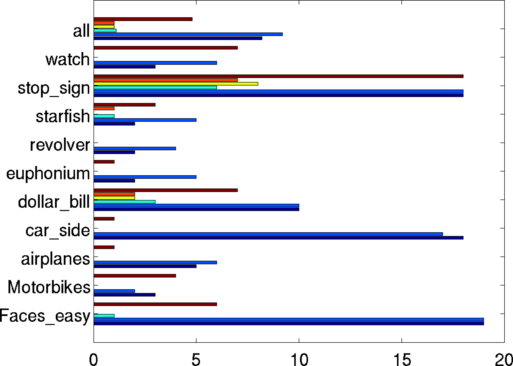 all
watch
stop_sign
starfish
revolver
euphonium
dollar_bill
car_side
airplanes
Motorbikes
Faces_easy
0 5 10 15 20